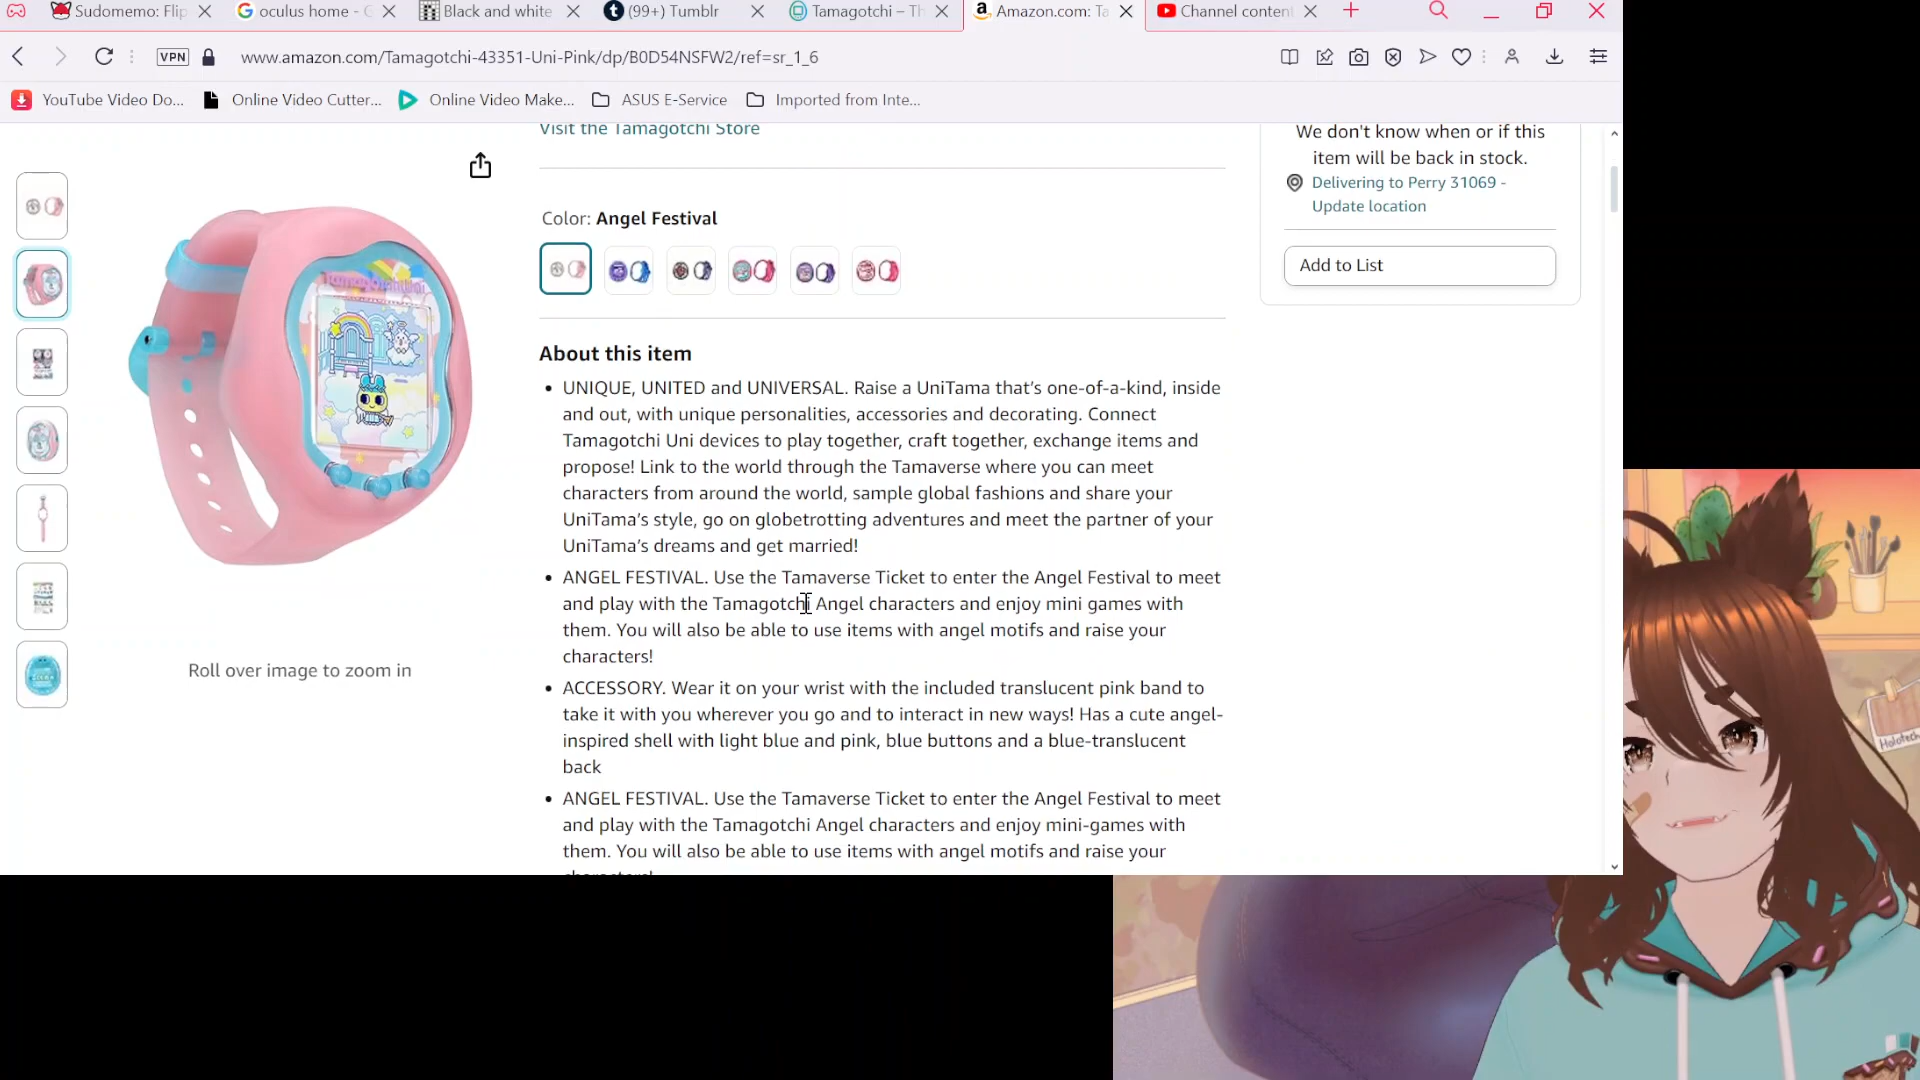 Sudomemo: Flip
oculus home - G
Black and white
(99+) Tumblr
Tamagotchi – Th
Amazon.com: Ta
Channel content
VPN
www.amazon.com/Tamagotchi-43351-Uni-Pink/dp/B0D54NSFW2/ref=sr_1_6
YouTube Video Do...
Online Video Cutter...
Online Video Make...
ASUS E-Service
Imported from Inte...
Visit the Tamagotchi Store
Color: Angel Festival
About this item
UNIQUE, UNITED and UNIVERSAL. Raise a UniTama that’s one-of-a-kind, inside
and out, with unique personalities, accessories and decorating. Connect
Tamagotchi Uni devices to play together, craft together, exchange items and
propose! Link to the world through the Tamaverse where you can meet
characters from around the world, sample global fashions and share your
UniTama’s style, go on globetrotting adventures and meet the partner of your
UniTama’s dreams and get married!
ANGEL FESTIVAL. Use the Tamaverse Ticket to enter the Angel Festival to meet
and play with the Tamagotchi Angel characters and enjoy mini games with
them. You will also be able to use items with angel motifs and raise your
characters!
ACCESSORY. Wear it on your wrist with the included translucent pink band to
take it with you wherever you go and to interact in new ways! Has a cute angel-
inspired shell with light blue and pink, blue buttons and a blue-translucent
back
ANGEL FESTIVAL. Use the Tamaverse Ticket to enter the Angel Festival to meet
and play with the Tamagotchi Angel characters and enjoy mini-games with
them. You will also be able to use items with angel motifs and raise your
characters!
Roll over image to zoom in
We don't know when or if this
item will be back in stock.
Delivering to Perry 31069 -
Update location
Add to List
Holotech